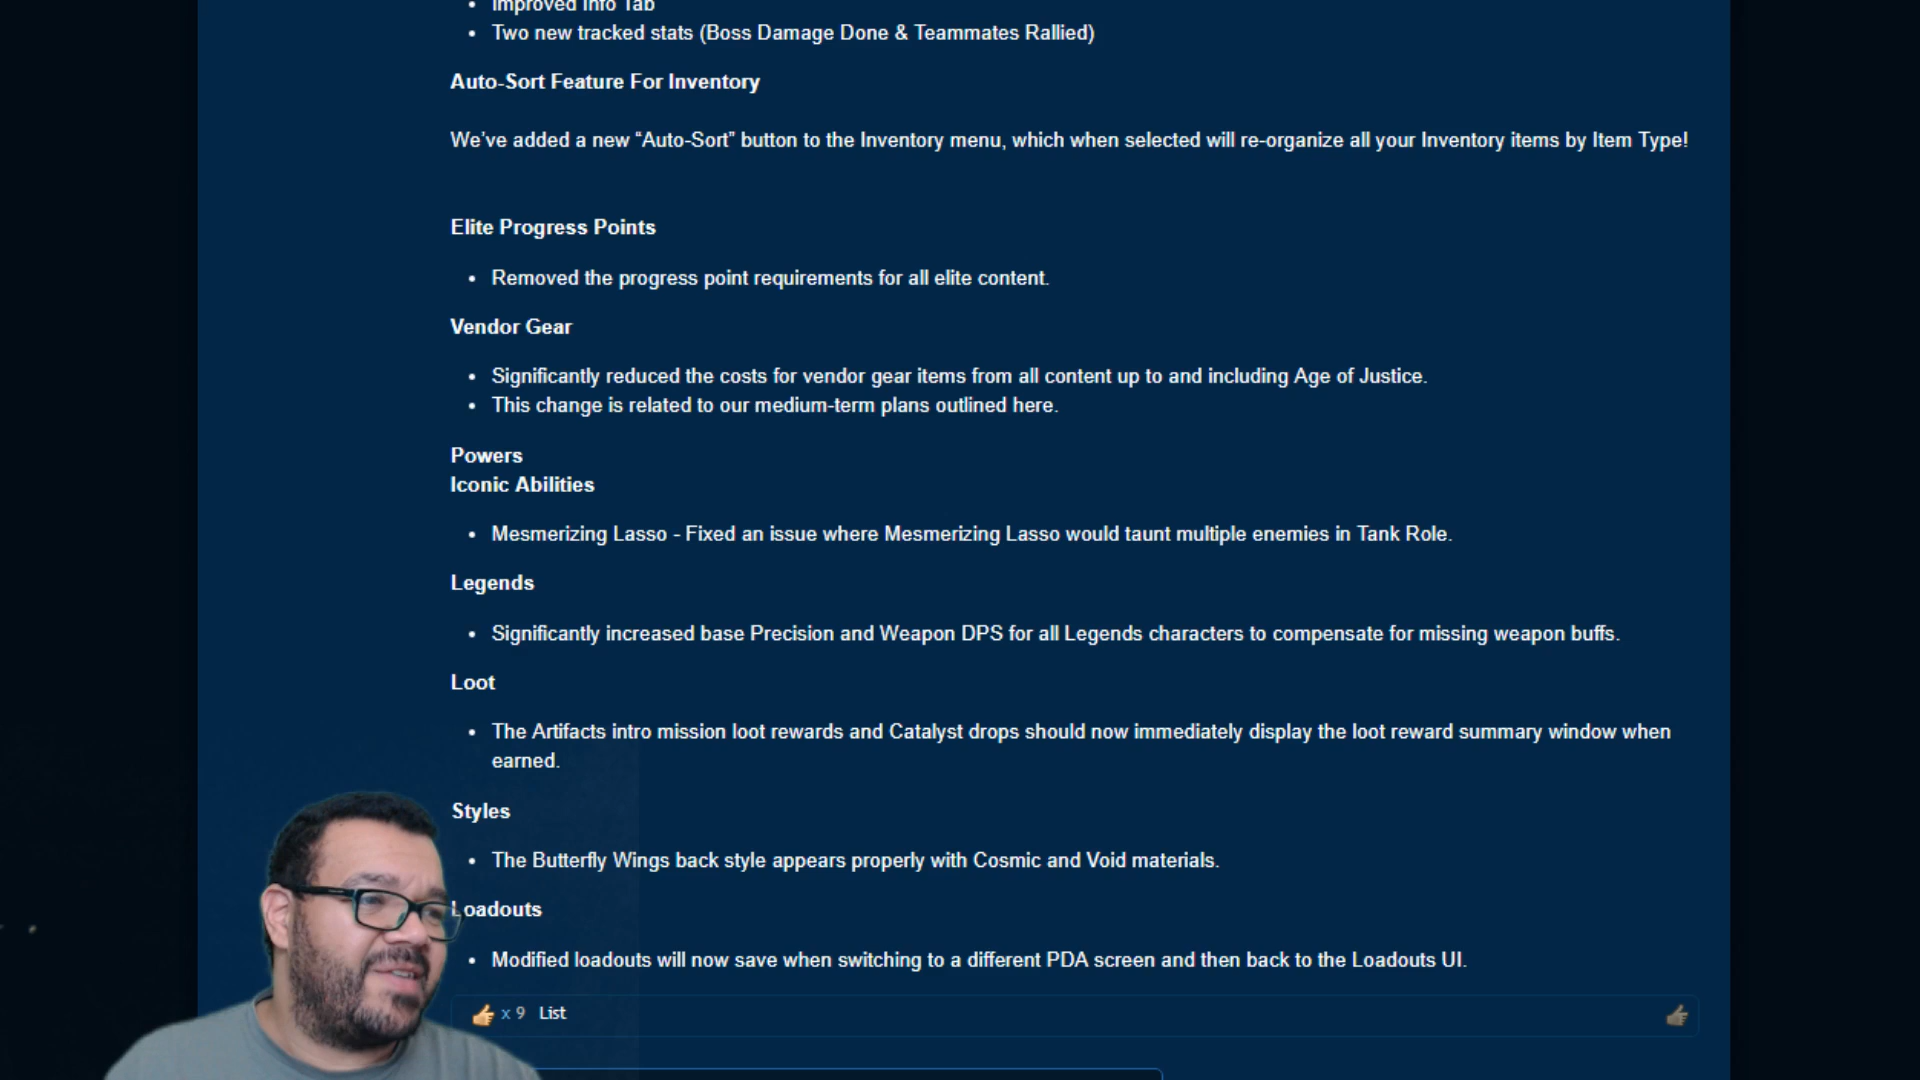 • Improved Info Tab
• Two new tracked stats (Boss Damage Done & Teammates Rallied)
Auto-Sort Feature For Inventory
We’ve added a new “Auto-Sort” button to the Inventory menu, which when selected will re-organize all your Inventory items by Item Type!
Elite Progress Points
• Removed the progress point requirements for all elite content.
Vendor Gear
• Significantly reduced the costs for vendor gear items from all content up to and including Age of Justice.
• This change is related to our medium-term plans outlined here.
Powers
Iconic Abilities
• Mesmerizing Lasso - Fixed an issue where Mesmerizing Lasso would taunt multiple enemies in Tank Role.
Legends
• Significantly increased base Precision and Weapon DPS for all Legends characters to compensate for missing weapon buffs.
Loot
• The Artifacts intro mission loot rewards and Catalyst drops should now immediately display the loot reward summary window when
earned.
Styles
• The Butterfly Wings back style appears properly with Cosmic and Void materials.
Loadouts
• Modified loadouts will now save when switching to a different PDA screen and then back to the Loadouts UI.
👍 x 9 List